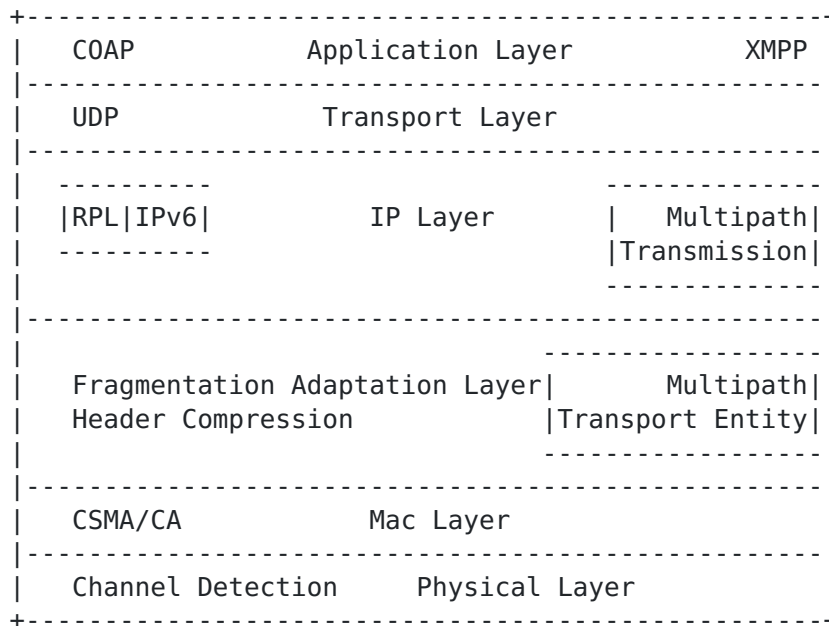 COAP Application Layer XMPP
UDP Transport Layer
|RPL|IPv6| IP Layer | Multipath|
|Transmission|
Fragmentation Adaptation Layer| Multipath|
Header Compression |Transport Entity|
CSMA/CA Mac Layer
Channel Detection Physical Layer